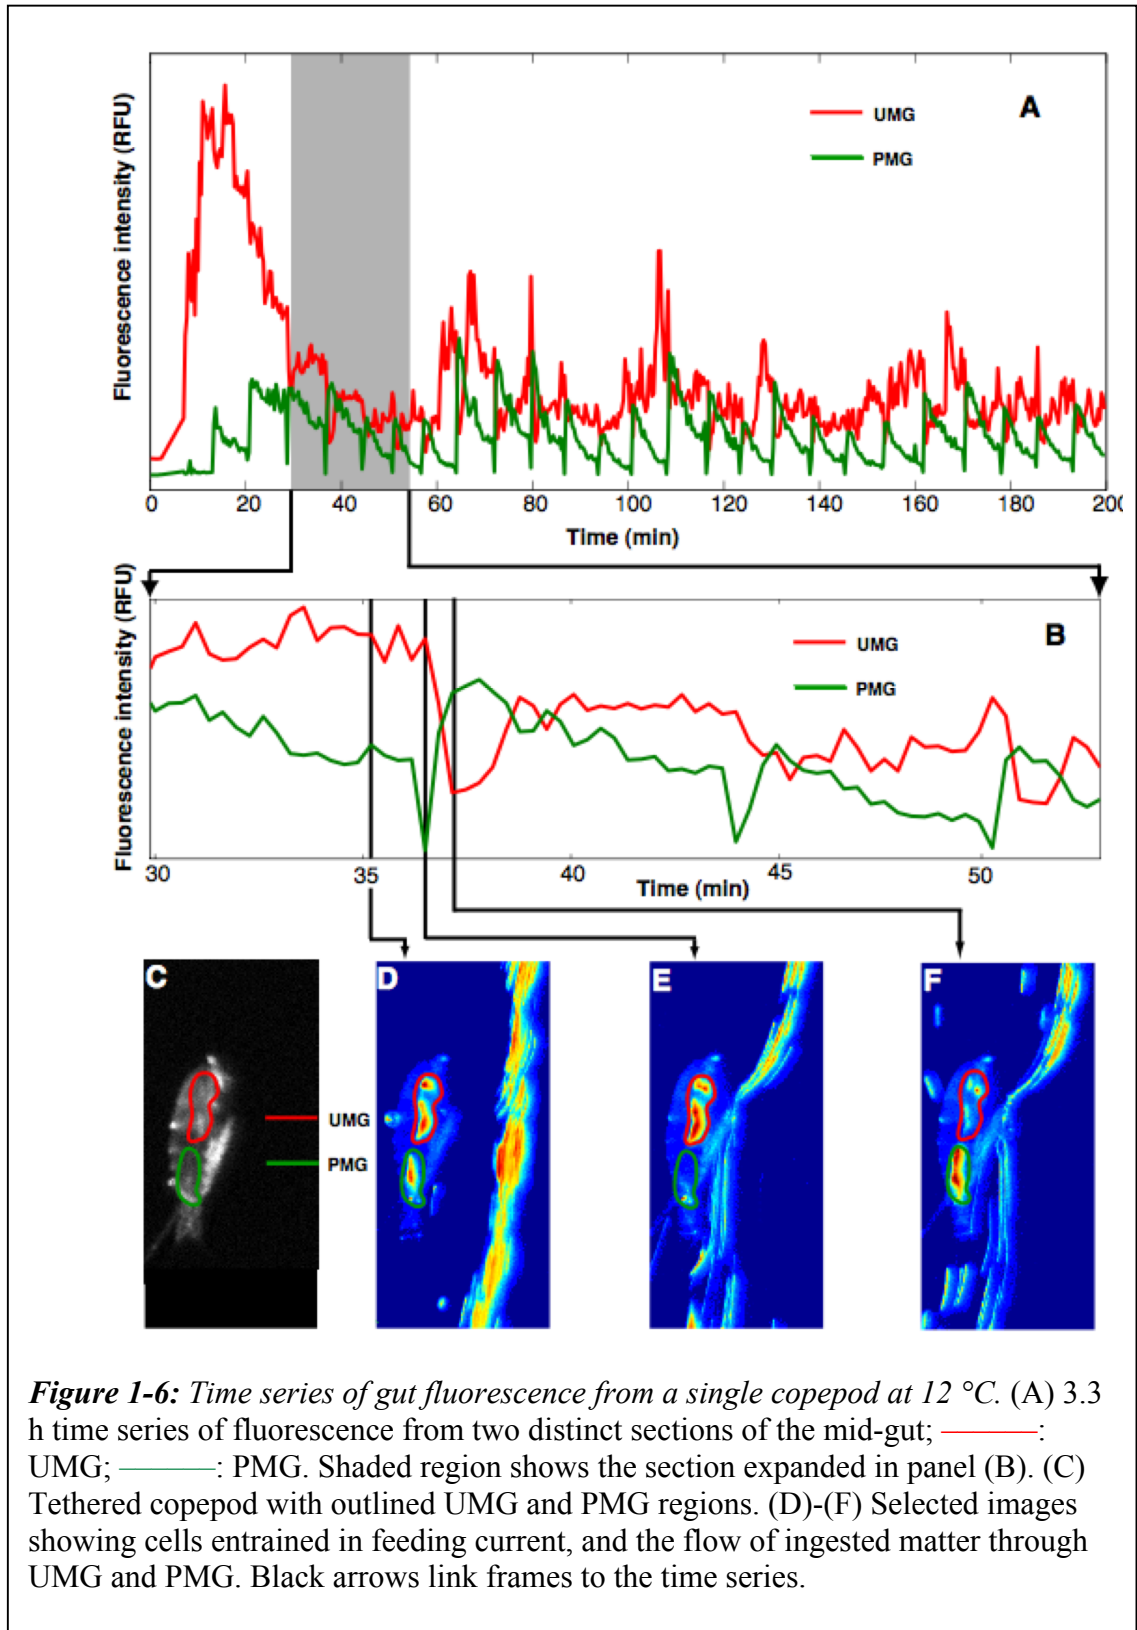 Fluorescence intensity (RFU)
A
UMG
PMG
0 20 40 60 80 100 120 140 160 180 200
Time (min)
Fluorescence intensity (RFU)
B
UMG
PMG
30 35 40 45 50
Time (min)
C D E F
UMG
PMG
Figure 1-6: Time series of gut fluorescence from a single copepod at 12 °C. (A) 3.3
h time series of fluorescence from two distinct sections of the mid-gut; ———:
UMG; ———: PMG. Shaded region shows the section expanded in panel (B). (C)
Tethered copepod with outlined UMG and PMG regions. (D)-(F) Selected images
showing cells entrained in feeding current, and the flow of ingested matter through
UMG and PMG. Black arrows link frames to the time series.